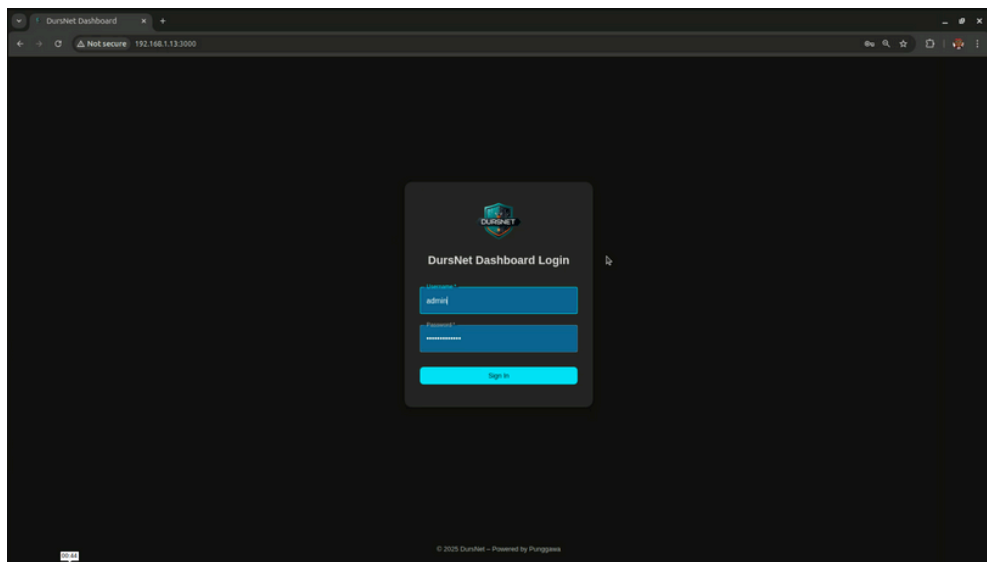 DursNet Dashboard
Not secure 192.168.1.13:3000
DURSNET
DursNet Dashboard Login
Username *
admin
Password *
Sign In
© 2025 DursNet – Powered by Punggawa
00:44